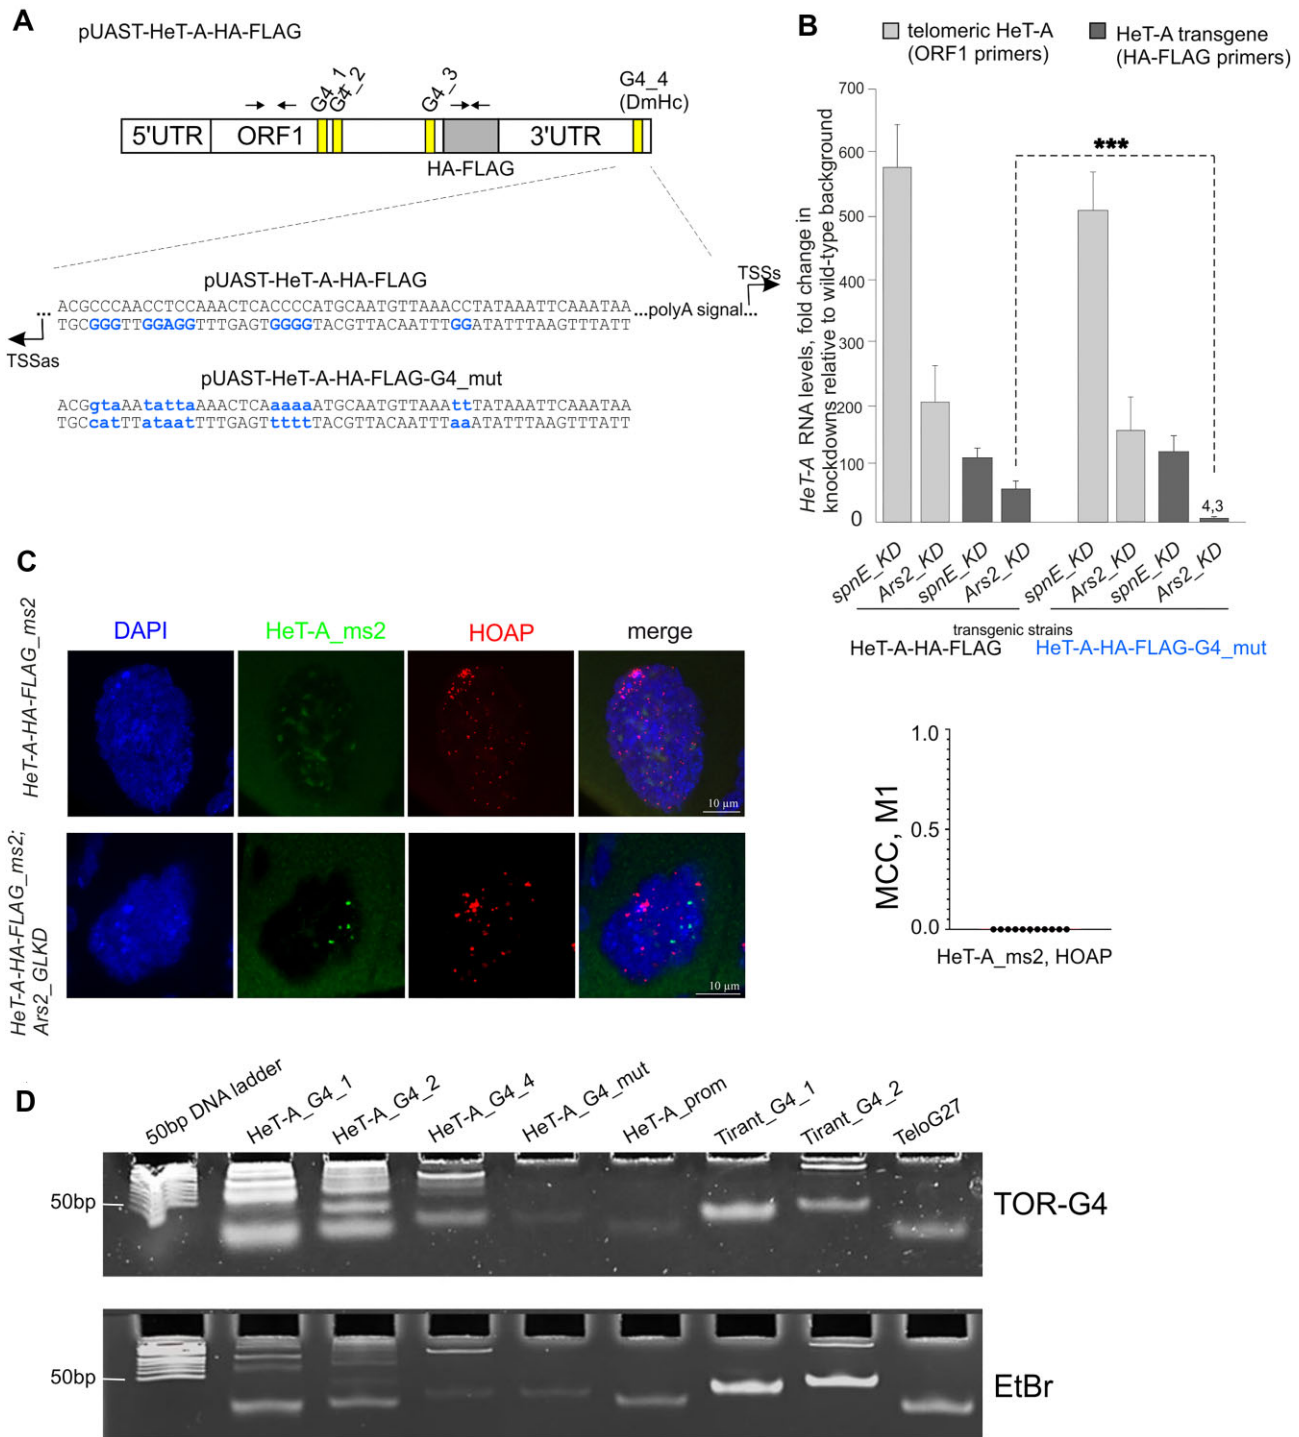 A
pUAST-HeT-A-HA-FLAG
G4_1
G4_2
G4_3
G4_4
(DmHc)
5'UTR
ORF1
3'UTR
HA-FLAG
pUAST-HeT-A-HA-FLAG
TSSs
... ACGCCCAACCTCCAAACTCACCCCATGCAATGTTAAACCTATAAATTCAAATAA ...polyA signal...
TGCGGGTTGGAGGTTTGAGTGGGGTACGTTACAATTTGGATATTTAAGTTTATT
TSSas
pUAST-HeT-A-HA-FLAG-G4_mut
ACGgtaAAtattaAAACTCAaaaaATGCAATGTTAAAttTATAAATTCAAATAA
TGCcatTTataatTTTGAGTttttTACGTTACAATTTaaATATTTAAGTTTATT
B
telomeric HeT-A
(ORF1 primers)
HeT-A transgene
(HA-FLAG primers)
HeT-A RNA levels, fold change in
knockdowns relative to wild-type background
700
600
500
400
300
200
100
0
***
4,3
spnE_KD
Ars2_KD
spnE_KD
Ars2_KD
spnE_KD
Ars2_KD
spnE_KD
Ars2_KD
transgenic strains
HeT-A-HA-FLAG
HeT-A-HA-FLAG-G4_mut
C
DAPI
HeT-A_ms2
HOAP
merge
HeT-A-HA-FLAG_ms2
10 µm
HeT-A-HA-FLAG_ms2;
Ars2_GLKD
10 µm
MCC, M1
1.0
0.5
0.0
HeT-A_ms2, HOAP
D
50bp DNA ladder
HeT-A_G4_1
HeT-A_G4_2
HeT-A_G4_4
HeT-A_G4_mut
HeT-A_prom
Tirant_G4_1
Tirant_G4_2
TeloG27
50bp
TOR-G4
50bp
EtBr